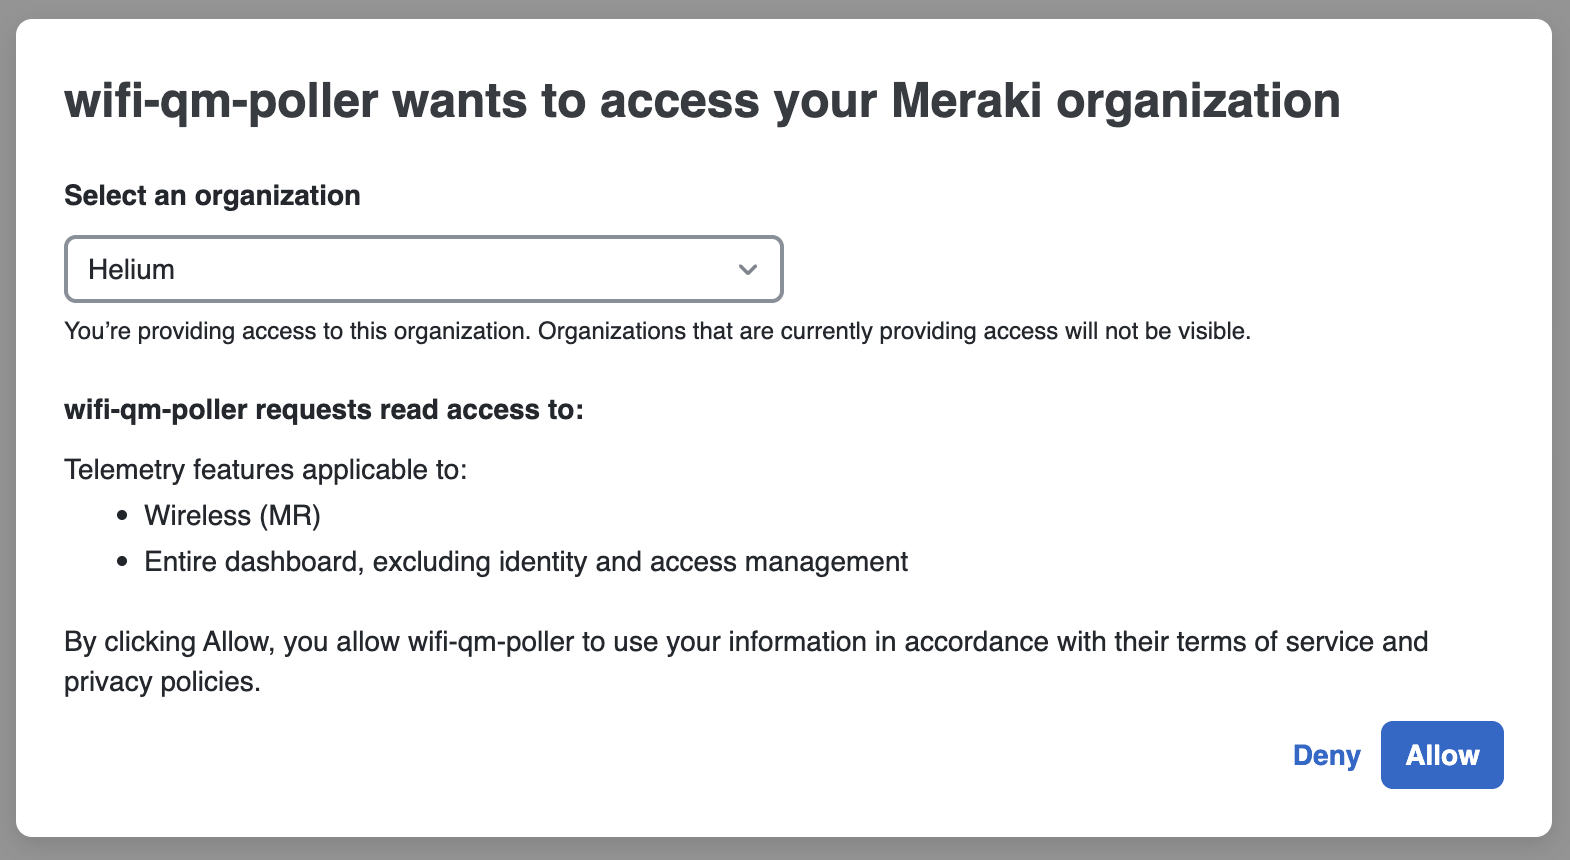 wifi-qm-poller wants to access your Meraki organization
Select an organization
Helium
You’re providing access to this organization. Organizations that are currently providing access will not be visible.
wifi-qm-poller requests read access to:
Telemetry features applicable to:
• Wireless (MR)
• Entire dashboard, excluding identity and access management
By clicking Allow, you allow wifi-qm-poller to use your information in accordance with their terms of service and
privacy policies.
Deny Allow